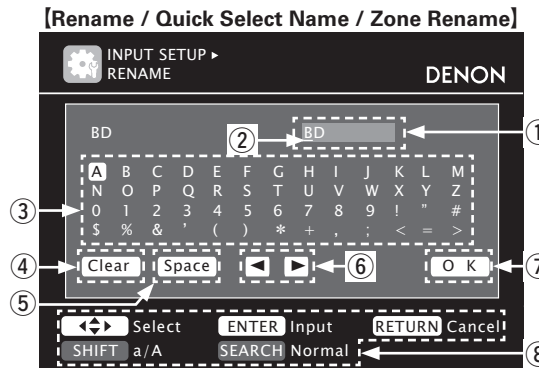 【Rename / Quick Select Name / Zone Rename】
INPUT SETUP ▸
RENAME
DENON
BD
BD
A B C D E F G H I J K L M
N O P Q R S T U V W X Y Z
0 1 2 3 4 5 6 7 8 9 ! " #
$ % & ' ( ) * + , ; < = >
Clear Space ◀ ▶ O K
Select ENTER Input RETURN Cancel
SHIFT a/A SEARCH Normal
①
②
③
④
⑤
⑥
⑦
⑧